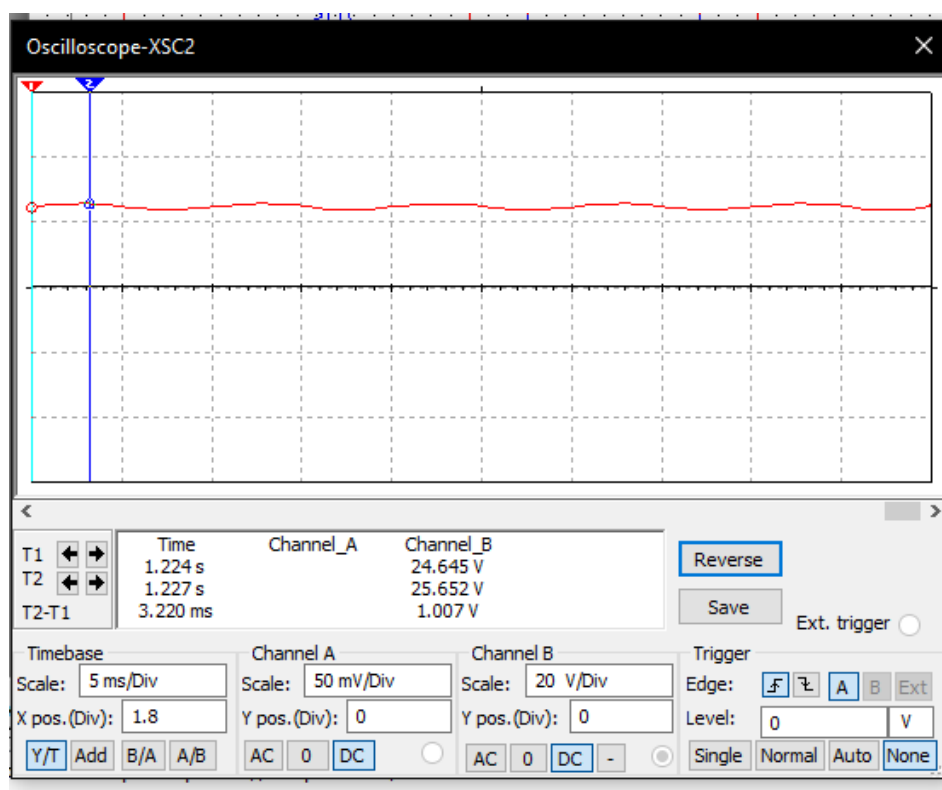 Oscilloscope-XSC2
1 2
T1
T2
T2-T1
Time Channel_A Channel_B
1.224 s 24.645 V
1.227 s 25.652 V
3.220 ms 1.007 V
Reverse
Save
Ext. trigger
Timebase
Scale: 5 ms/Div
X pos.(Div): 1.8
Y/T Add B/A A/B
Channel A
Scale: 50 mV/Div
Y pos.(Div): 0
AC 0 DC
Channel B
Scale: 20 V/Div
Y pos.(Div): 0
AC 0 DC -
Trigger
Edge: A B Ext
Level: 0 V
Single Normal Auto None